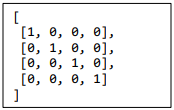 [
[1, 0, 0, 0],
[0, 1, 0, 0],
[0, 0, 1, 0],
[0, 0, 0, 1]
]